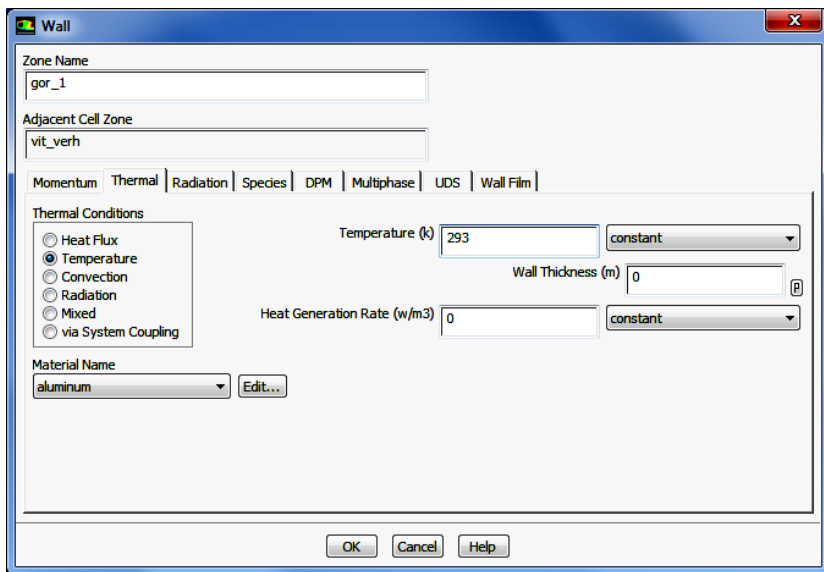 Wall
Zone Name
gor_1
Adjacent Cell Zone
vit_verh
Momentum Thermal Radiation Species DPM Multiphase UDS Wall Film
Thermal Conditions
Heat Flux
Temperature
Convection
Radiation
Mixed
via System Coupling
Temperature (k) 293 constant
Wall Thickness (m) 0 P
Heat Generation Rate (w/m3) 0 constant
Material Name
aluminum Edit...
OK Cancel Help